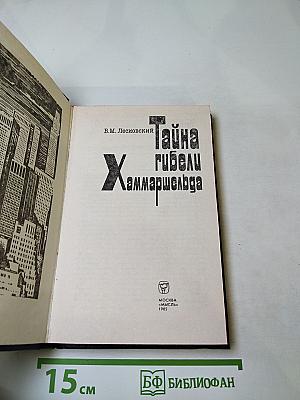 В.М. Лесиовский
Тайна
гибели
Хаммаршельда
МОСКВА
«МЫСЛЬ»
1985
15 СМ
БФ БИБЛИОФАН